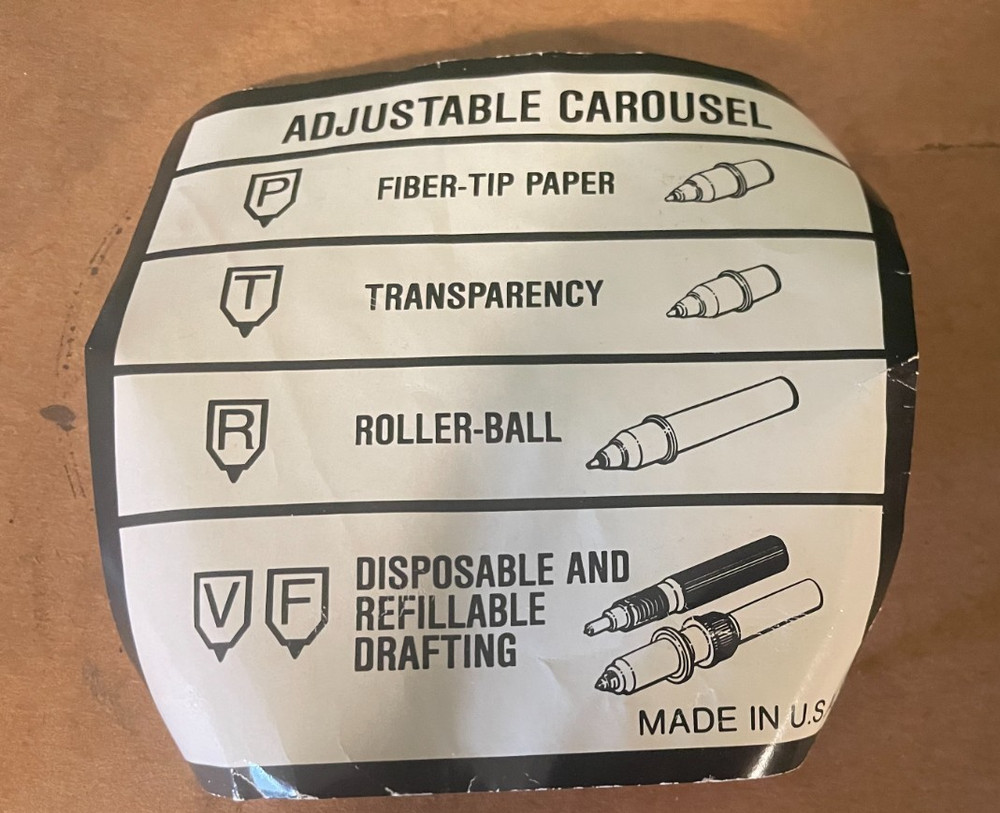 ADJUSTABLE CAROUSEL
P FIBER-TIP PAPER
T TRANSPARENCY
R ROLLER-BALL
V F DISPOSABLE AND
REFILLABLE
DRAFTING
MADE IN U.S.